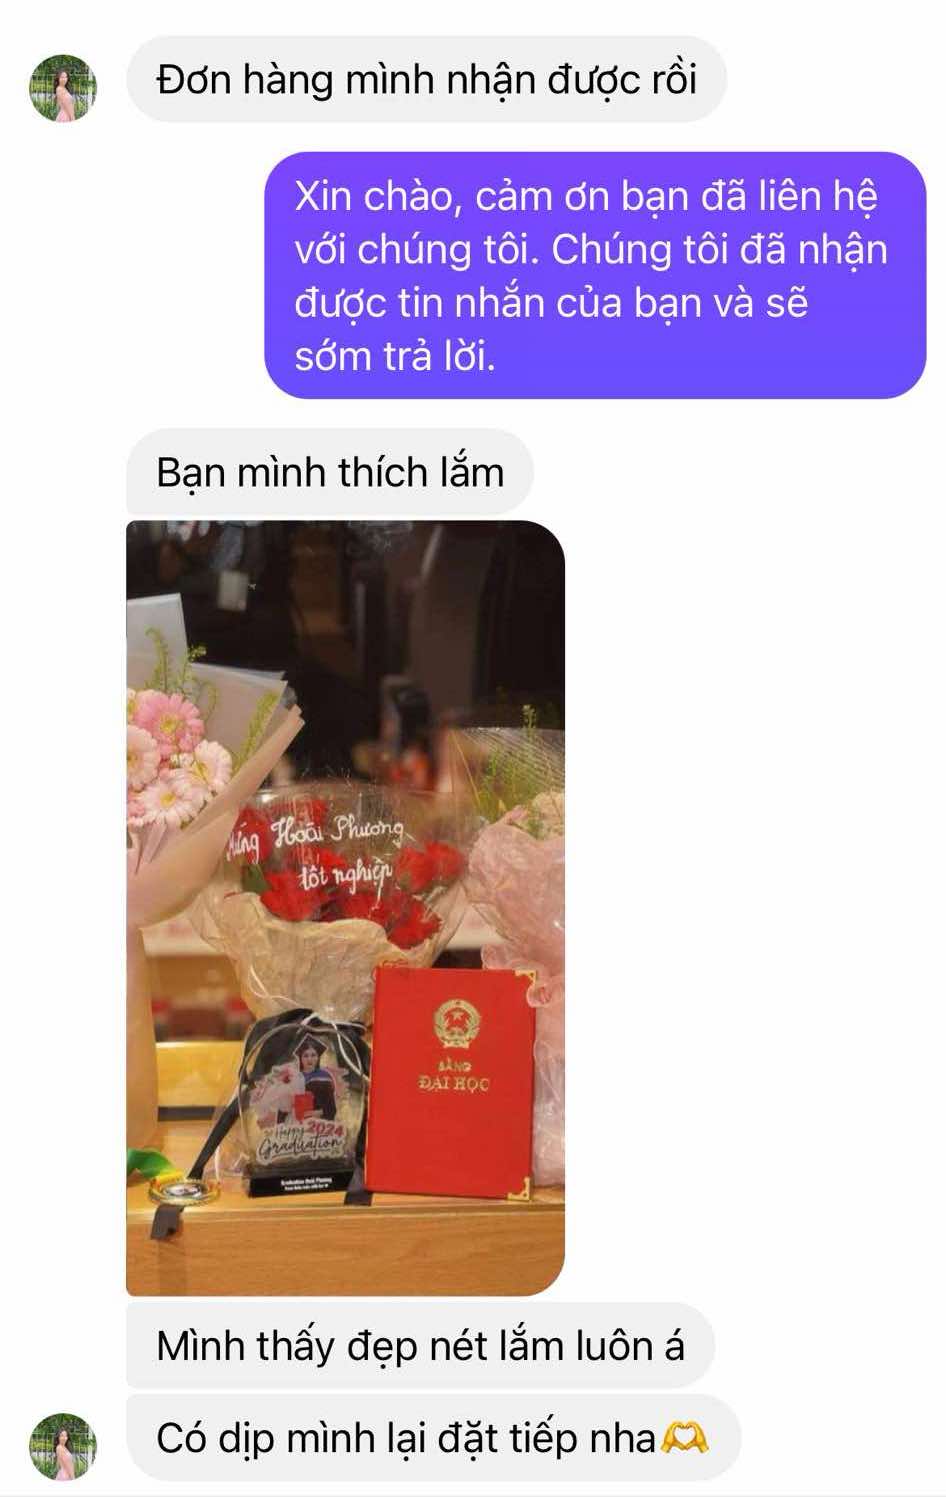 Đơn hàng mình nhận được rồi
Xin chào, cảm ơn bạn đã liên hệ
với chúng tôi. Chúng tôi đã nhận
được tin nhắn của bạn và sẽ
sớm trả lời.
Bạn mình thích lắm
Hoài Phương
tốt nghiệp
BẰNG
ĐẠI HỌC
Happy 2024
Graduation
Mình thấy đẹp nét lắm luôn á
Có dịp mình lại đặt tiếp nha🫶